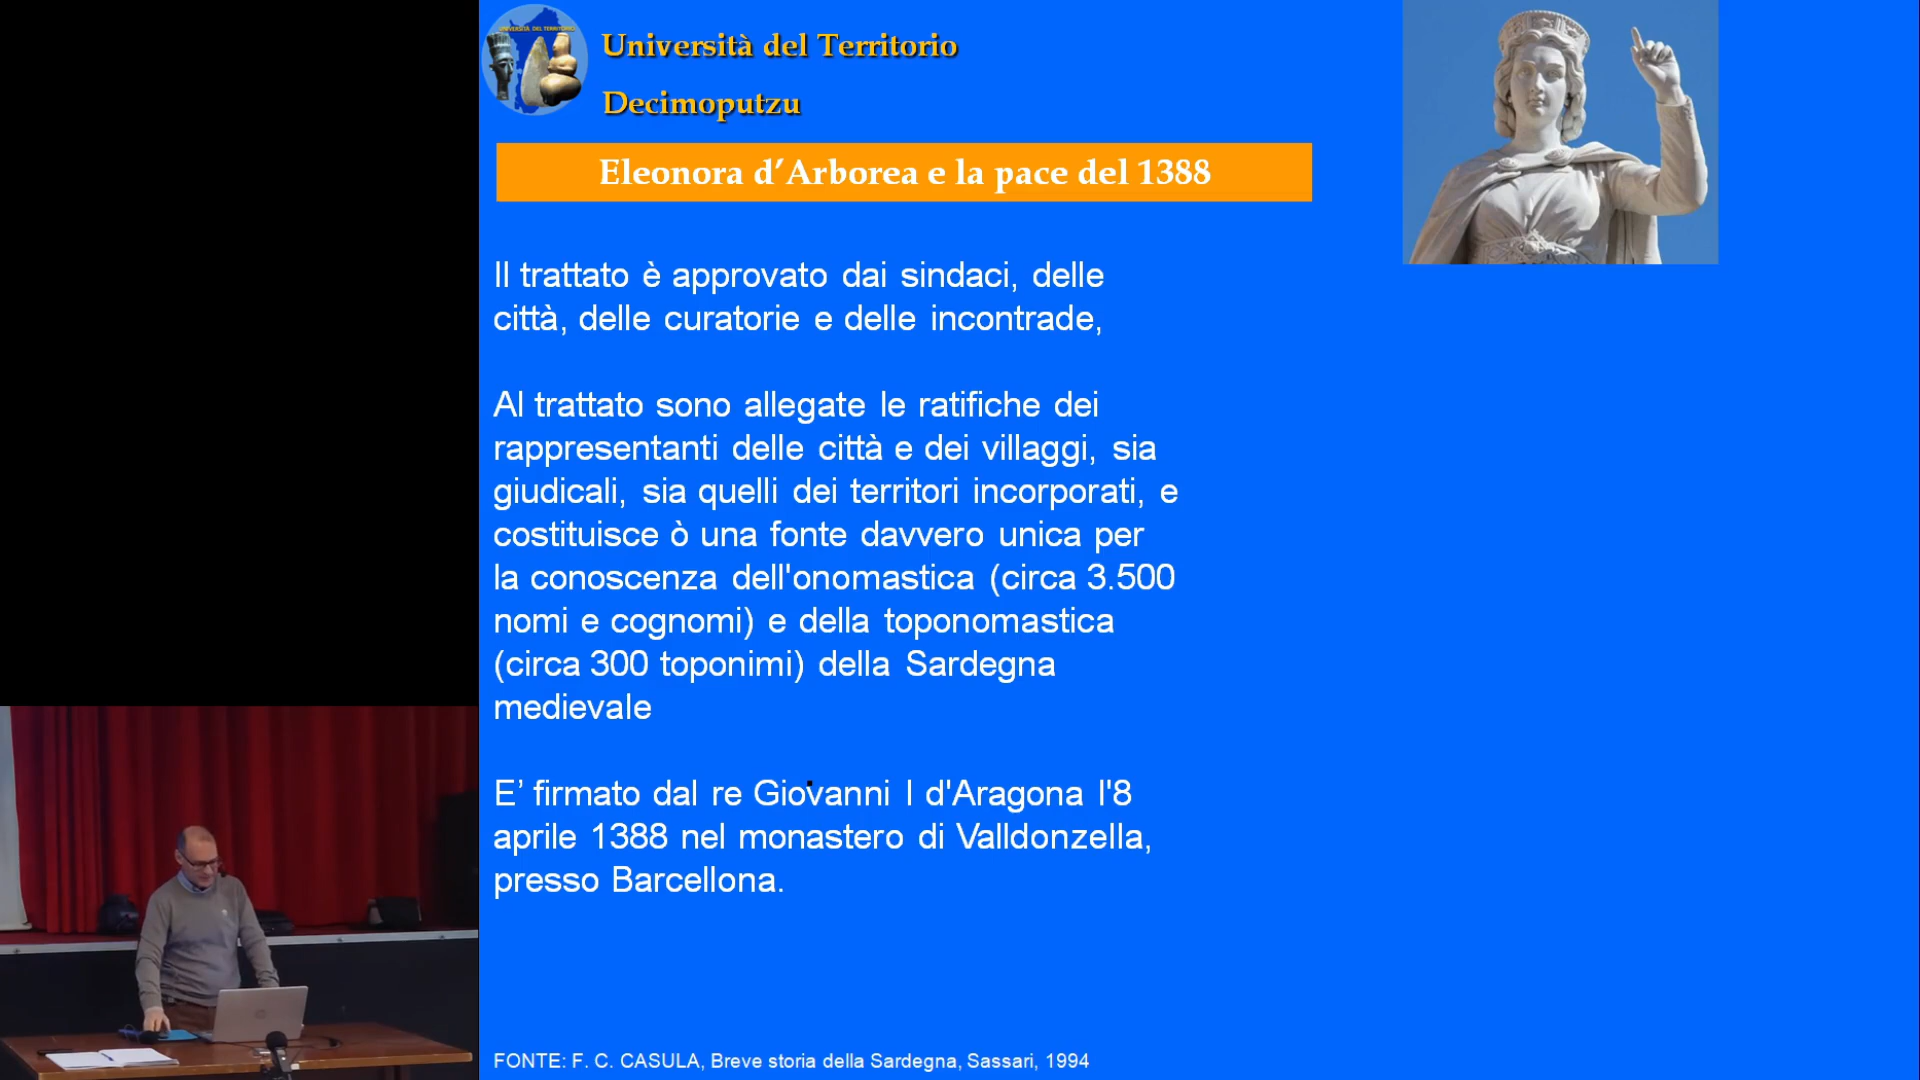 UNIVERSITÀ DEL TERRITORIO
Università del Territorio
Decimoputzu
Eleonora d’Arborea e la pace del 1388
Il trattato è approvato dai sindaci, delle
città, delle curatorie e delle incontrade,
Al trattato sono allegate le ratifiche dei
rappresentanti delle città e dei villaggi, sia
giudicali, sia quelli dei territori incorporati, e
costituisce ò una fonte davvero unica per
la conoscenza dell'onomastica (circa 3.500
nomi e cognomi) e della toponomastica
(circa 300 toponimi) della Sardegna
medievale
E’ firmato dal re Giovanni I d'Aragona l'8
aprile 1388 nel monastero di Valldonzella,
presso Barcellona.
FONTE: F. C. CASULA, Breve storia della Sardegna, Sassari, 1994